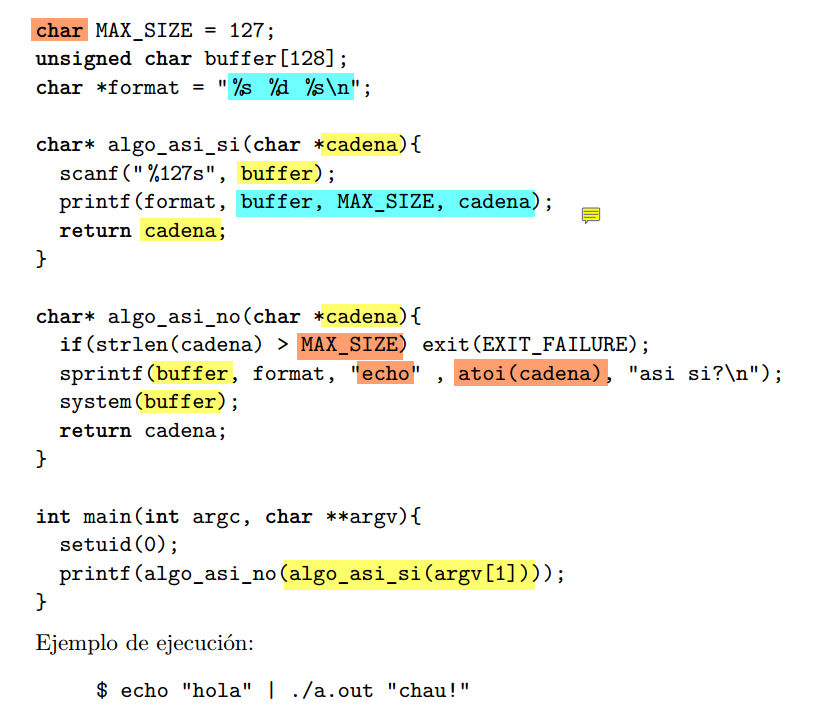 char MAX_SIZE = 127;
unsigned char buffer[128];
char *format = "%s %d %s\n";
char* algo_asi_si(char *cadena){
scanf("%127s", buffer);
printf(format, buffer, MAX_SIZE, cadena);
return cadena;
}
char* algo_asi_no(char *cadena){
if(strlen(cadena) > MAX_SIZE) exit(EXIT_FAILURE);
sprintf(buffer, format, "echo" , atoi(cadena), "asi si?\n");
system(buffer);
return cadena;
}
int main(int argc, char **argv){
setuid(0);
printf(algo_asi_no(algo_asi_si(argv[1])));
}
Ejemplo de ejecución:
$ echo "hola" | ./a.out "chau!"